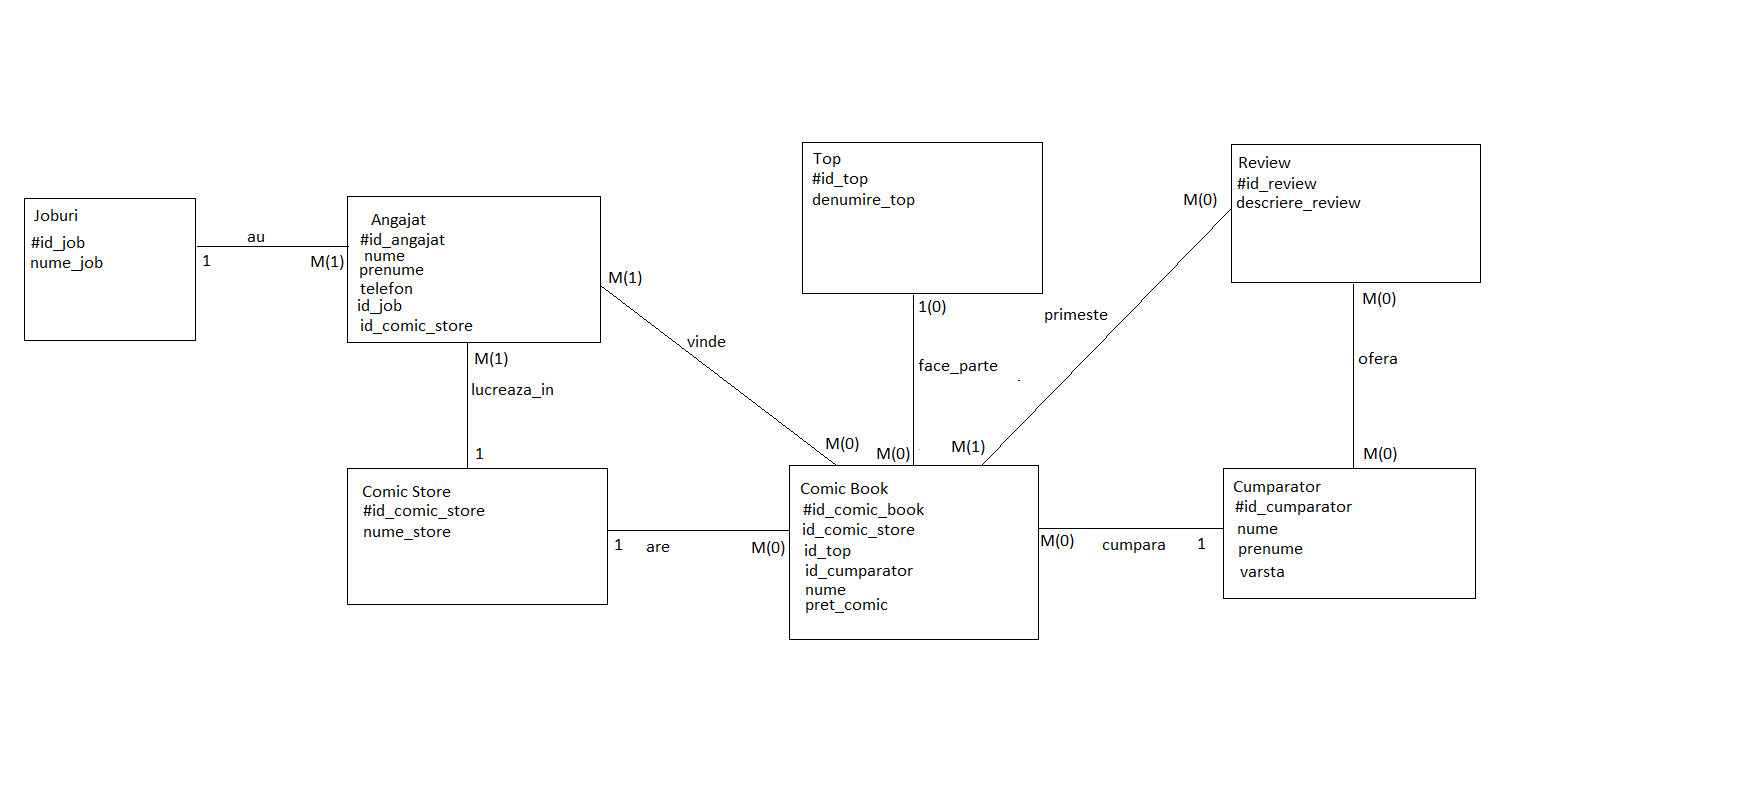 Joburi
#id_job
nume_job
au
1
M(1)
Angajat
#id_angajat
nume
prenume
telefon
id_job
id_comic_store
M(1)
lucreaza_in
1
M(1)
vinde
M(0)
Top
#id_top
denumire_top
1(0)
face_parte
M(0)
Review
#id_review
descriere_review
M(0)
primeste
M(1)
M(0)
ofera
M(0)
Comic Store
#id_comic_store
nume_store
1
are
M(0)
Comic Book
#id_comic_book
id_comic_store
id_top
id_cumparator
nume
pret_comic
M(0)
cumpara
1
Cumparator
#id_cumparator
nume
prenume
varsta